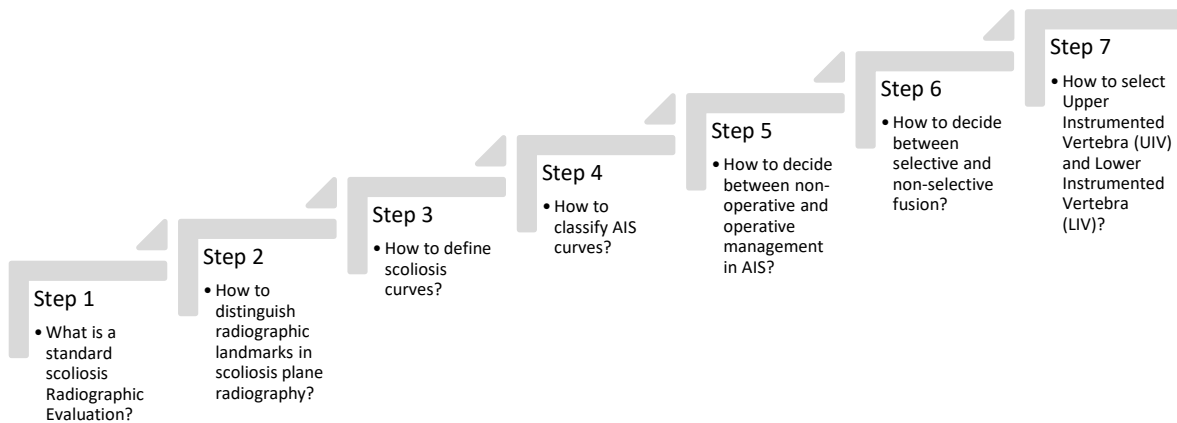 Step 1
• What is a
standard
scoliosis
Radiographic
Evaluation?
Step 2
• How to
distinguish
radiographic
landmarks in
scoliosis plane
radiography?
Step 3
• How to define
scoliosis
curves?
Step 4
• How to
classify AIS
curves?
Step 5
• How to decide
between non-
operative and
operative
management
in AIS?
Step 6
• How to decide
between
selective and
non-selective
fusion?
Step 7
• How to select
Upper
Instrumented
Vertebra (UIV)
and Lower
Instrumented
Vertebra
(LIV)?